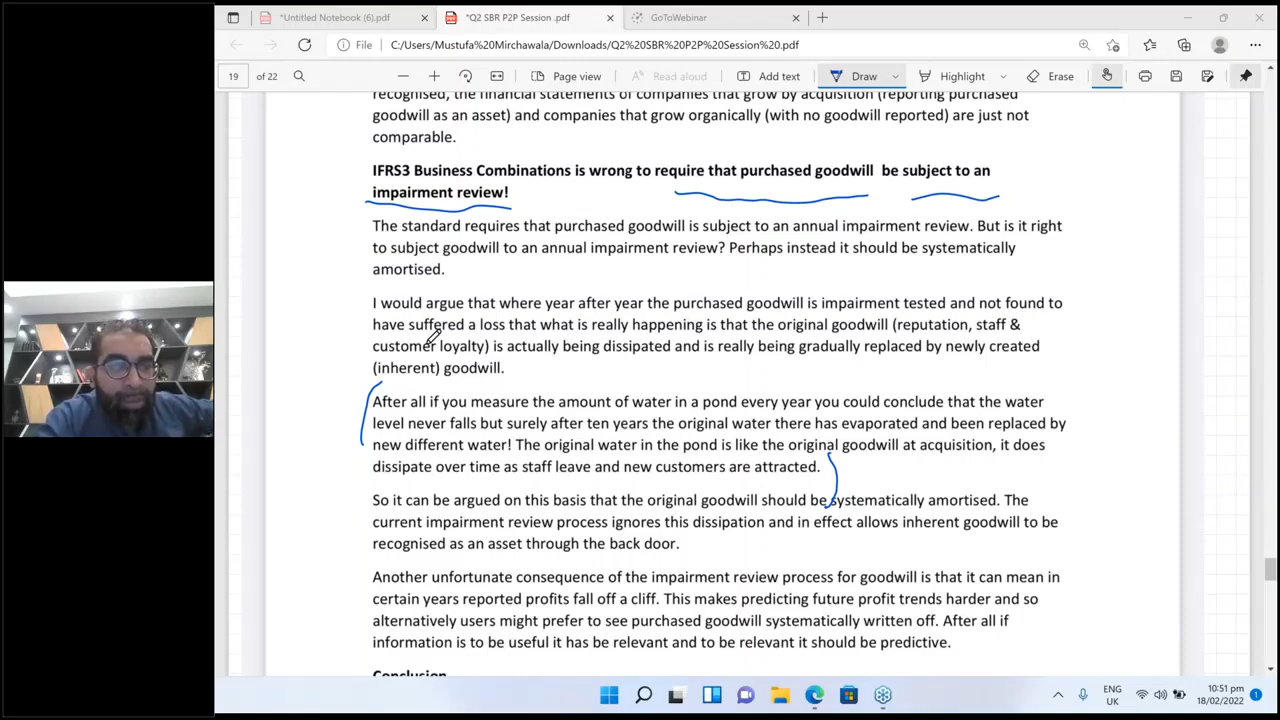 *Untitled Notebook (6).pdf
*Q2 SBR P2P Session .pdf
GoToWebinar
File
C:/Users/Mustufa%20Mirchawala/Downloads/Q2%20SBR%20P2P%20Session%20.pdf
19 of 22
Page view
Read aloud
Add text
Draw
Highlight
Erase
recognised, the financial statements of companies that grow by acquisition (reporting purchased
goodwill as an asset) and companies that grow organically (with no goodwill reported) are just not
comparable.
IFRS3 Business Combinations is wrong to require that purchased goodwill be subject to an
impairment review!
The standard requires that purchased goodwill is subject to an annual impairment review. But is it right
to subject goodwill to an annual impairment review? Perhaps instead it should be systematically
amortised.
I would argue that where year after year the purchased goodwill is impairment tested and not found to
have suffered a loss that what is really happening is that the original goodwill (reputation, staff &
customer loyalty) is actually being dissipated and is really being gradually replaced by newly created
(inherent) goodwill.
After all if you measure the amount of water in a pond every year you could conclude that the water
level never falls but surely after ten years the original water there has evaporated and been replaced by
new different water! The original water in the pond is like the original goodwill at acquisition, it does
dissipate over time as staff leave and new customers are attracted.
So it can be argued on this basis that the original goodwill should be systematically amortised. The
current impairment review process ignores this dissipation and in effect allows inherent goodwill to be
recognised as an asset through the back door.
Another unfortunate consequence of the impairment review process for goodwill is that it can mean in
certain years reported profits fall off a cliff. This makes predicting future profit trends harder and so
alternatively users might prefer to see purchased goodwill systematically written off. After all if
information is to be useful it has be relevant and to be relevant it should be predictive.
Conclusion
ENG
UK
10:51 pm
18/02/2022
1